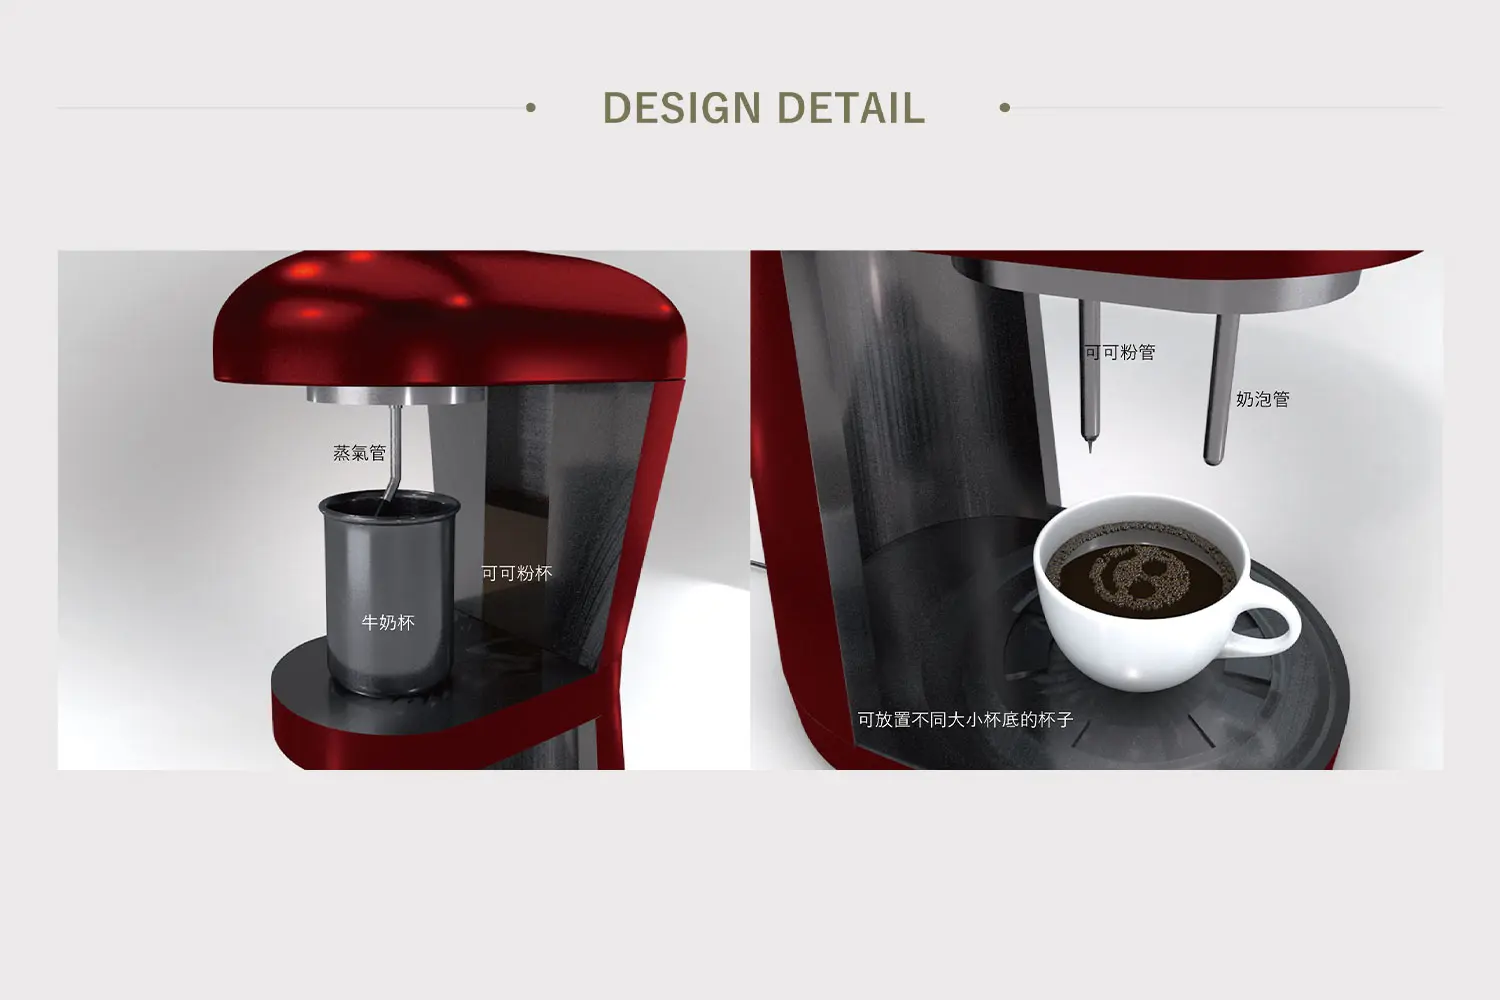 DESIGN DETAIL
蒸氣管
可可粉杯
牛奶杯
可可粉管
奶泡管
可放置不同大小杯底的杯子